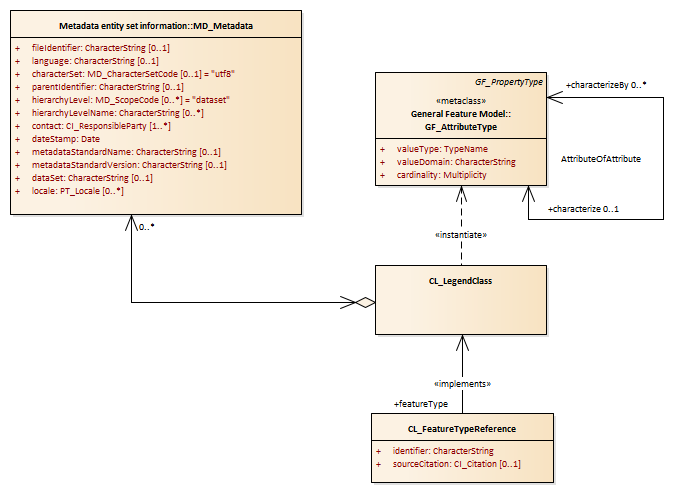 Metadata entity set information::MD_Metadata
+ fileIdentifier: CharacterString [0..1]
+ language: CharacterString [0..1]
+ characterSet: MD_CharacterSetCode [0..1] = "utf8"
+ parentIdentifier: CharacterString [0..1]
+ hierarchyLevel: MD_ScopeCode [0..*] = "dataset"
+ hierarchyLevelName: CharacterString [0..*]
+ contact: CI_ResponsibleParty [1..*]
+ dateStamp: Date
+ metadataStandardName: CharacterString [0..1]
+ metadataStandardVersion: CharacterString [0..1]
+ dataSet: CharacterString [0..1]
+ locale: PT_Locale [0..*]
0..*
GF_PropertyType
«metaclass»
General Feature Model::
GF_AttributeType
+ valueType: TypeName
+ valueDomain: CharacterString
+ cardinality: Multiplicity
+characterizeBy 0..*
AttributeOfAttribute
+characterize 0..1
«instantiate»
CL_LegendClass
«implements»
+featureType
CL_FeatureTypeReference
+ identifier: CharacterString
+ sourceCitation: CI_Citation [0..1]